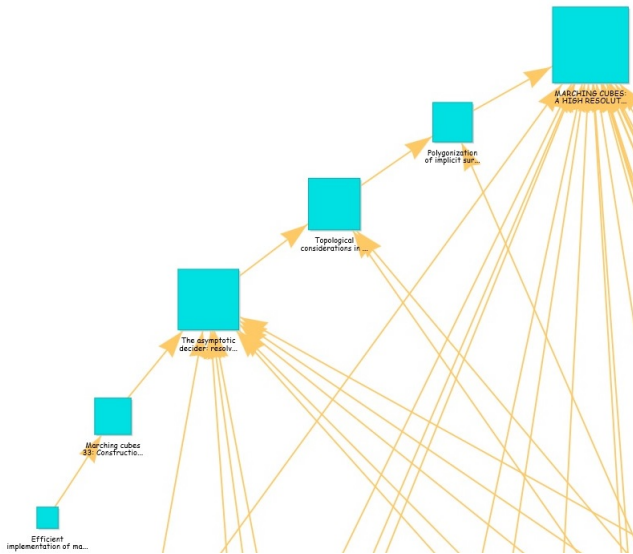 MARCHING CUBES:
A HIGH RESOLUT...
Polygonization
of implicit sur...
Topological
considerations in ...
The asymptotic
decider: resolv...
Marching cubes
33: Constructio...
Efficient
implementation of ma...